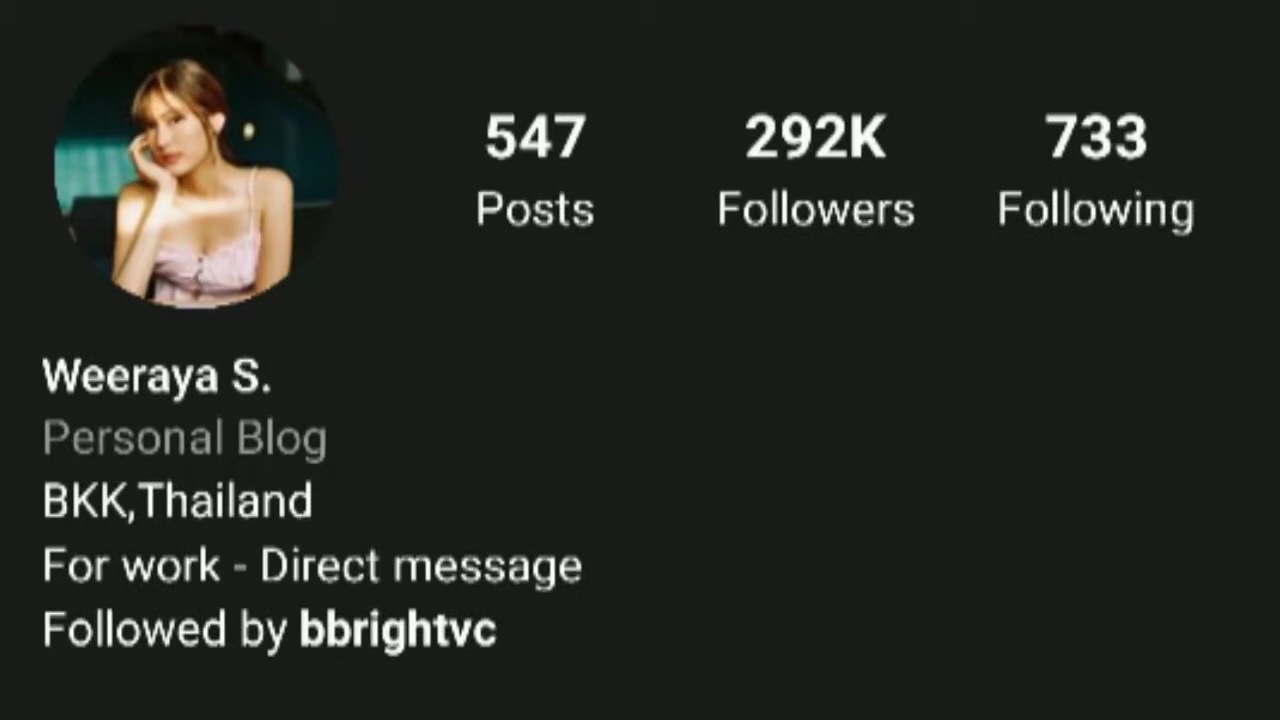 547 292K 733
Posts Followers Following
Weeraya S.
Personal Blog
BKK,Thailand
For work - Direct message
Followed by bbrightvc